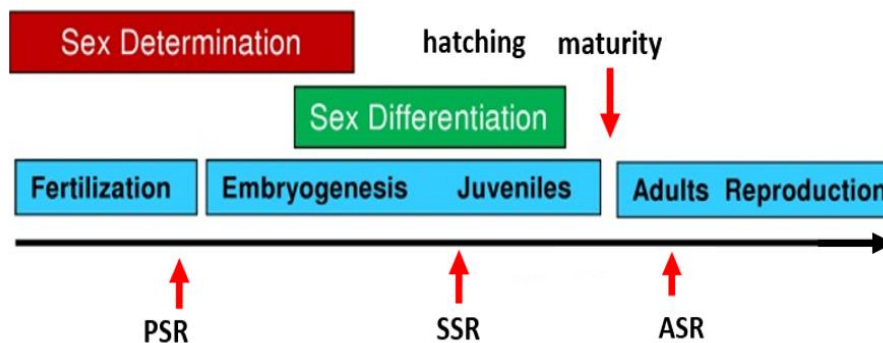 Sex Determination
hatching maturity
Sex Differentiation
Fertilization Embryogenesis Juveniles Adults Reproduction
PSR SSR ASR